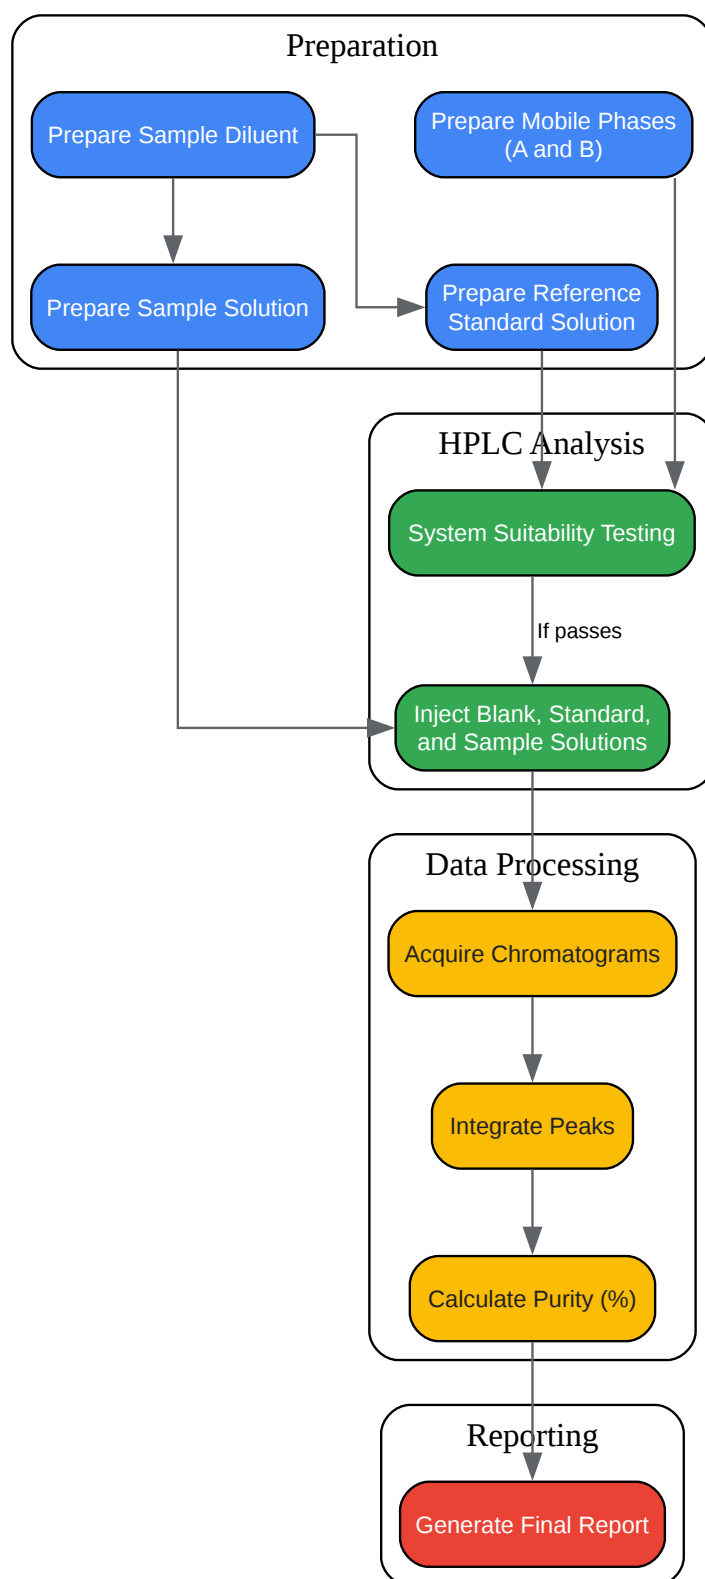 Preparation
Prepare Sample Diluent
Prepare Mobile Phases
(A and B)
Prepare Sample Solution
Prepare Reference
Standard Solution
HPLC Analysis
System Suitability Testing
If passes
Inject Blank, Standard,
and Sample Solutions
Data Processing
Acquire Chromatograms
Integrate Peaks
Calculate Purity (%)
Reporting
Generate Final Report